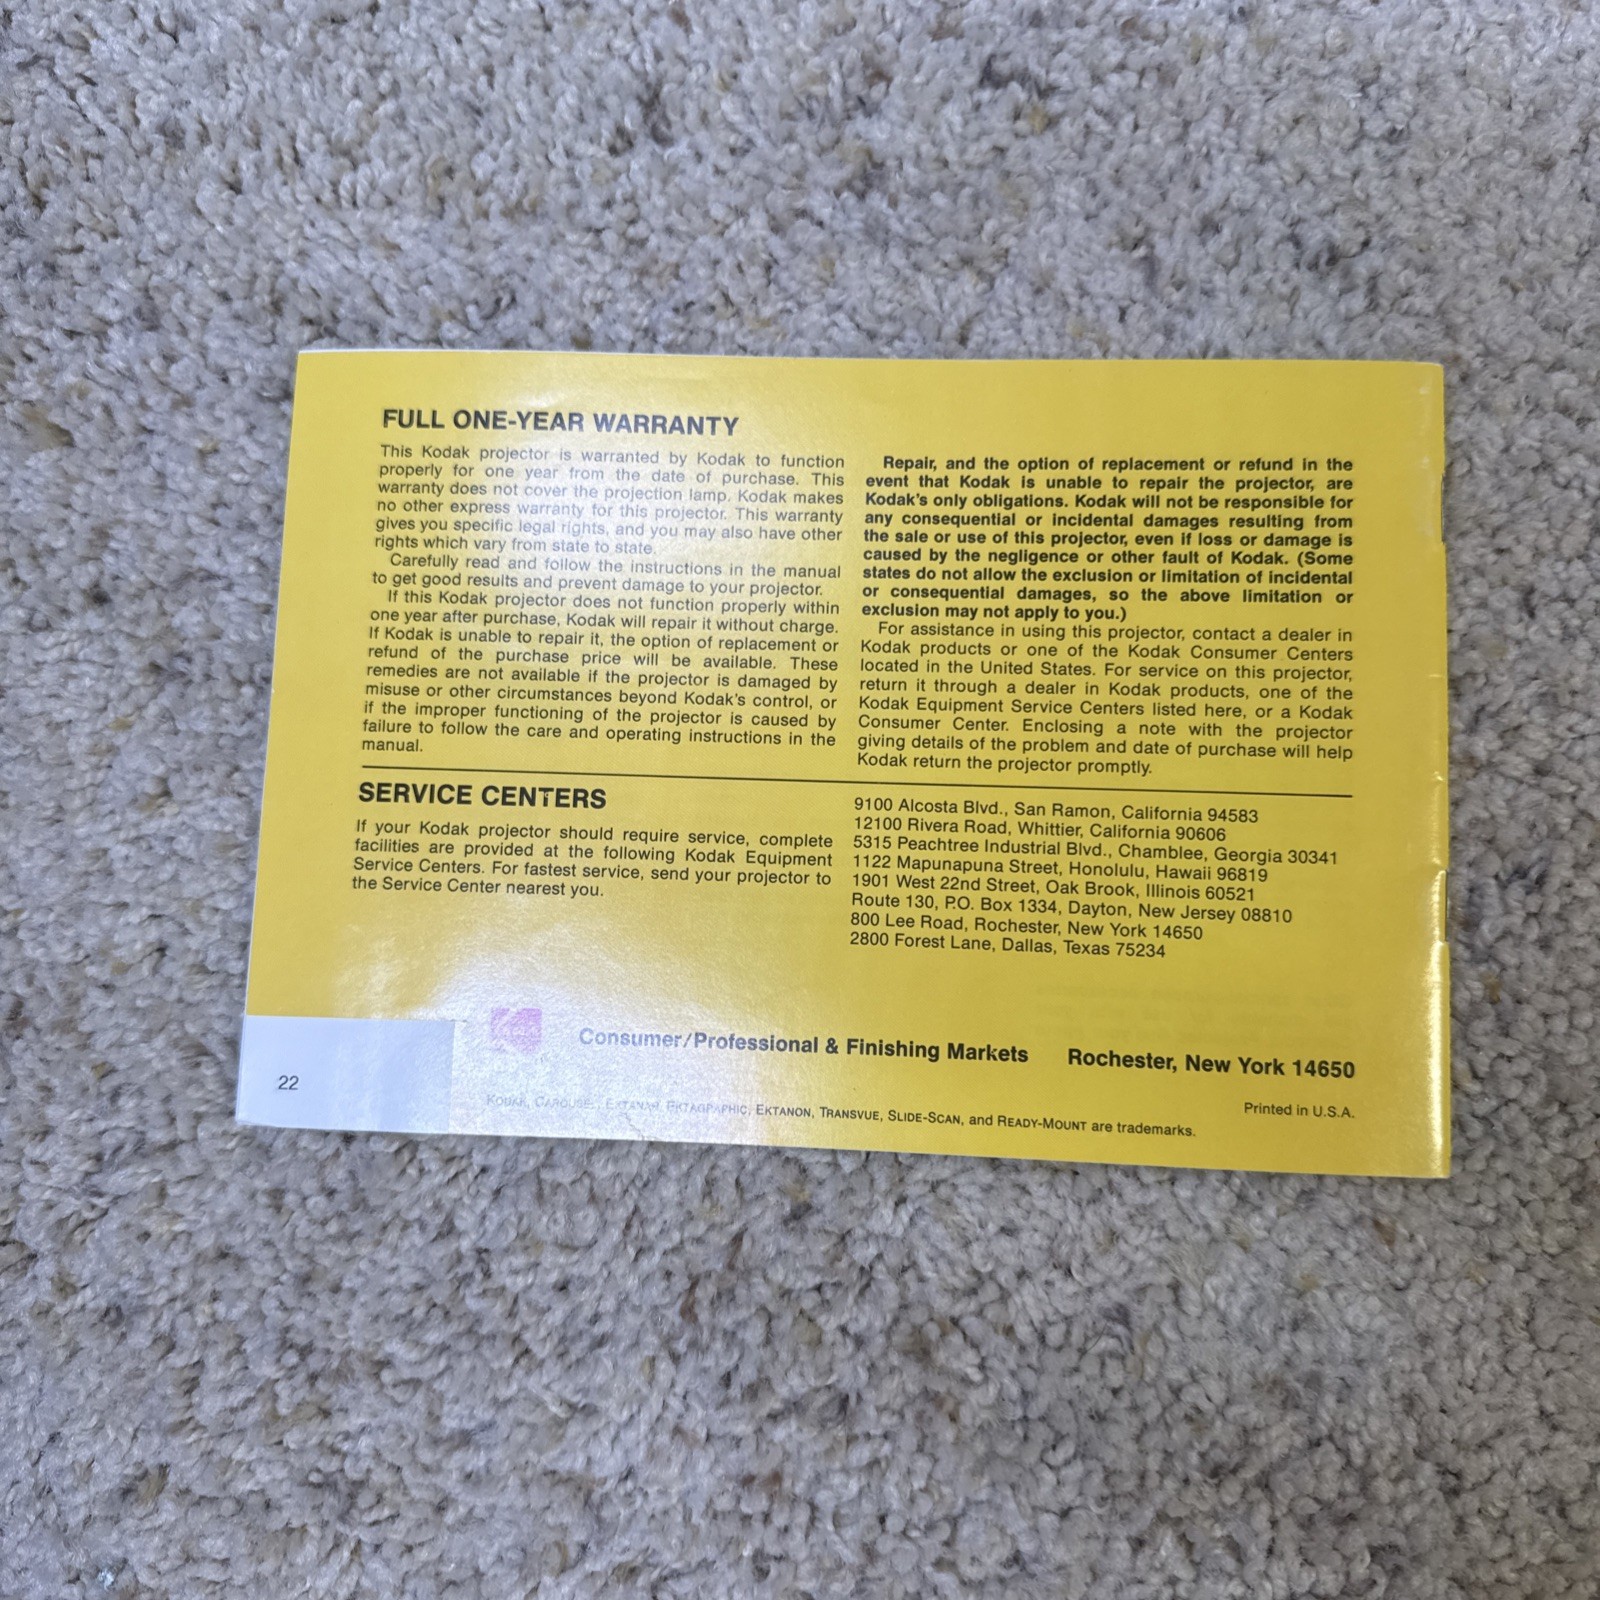 FULL ONE-YEAR WARRANTY
This Kodak projector is warranted by Kodak to function
properly for one year from the date of purchase. This
warranty does not cover the projection lamp. Kodak makes
no other express warranty for this projector. This warranty
gives you specific legal rights, and you may also have other
rights which vary from state to state.
Carefully read and follow the instructions in the manual
to get good results and prevent damage to your projector.
If this Kodak projector does not function properly within
one year after purchase, Kodak will repair it without charge.
If Kodak is unable to repair it, the option of replacement or
refund of the purchase price will be available. These
remedies are not available if the projector is damaged by
misuse or other circumstances beyond Kodak's control, or
if the improper functioning of the projector is caused by
failure to follow the care and operating instructions in the
manual.
Repair, and the option of replacement or refund in the
event that Kodak is unable to repair the projector, are
Kodak's only obligations. Kodak will not be responsible for
any consequential or incidental damages resulting from
the sale or use of this projector, even if loss or damage is
caused by the negligence or other fault of Kodak. (Some
states do not allow the exclusion or limitation of incidental
or consequential damages, so the above limitation or
exclusion may not apply to you.)
For assistance in using this projector, contact a dealer in
Kodak products or one of the Kodak Consumer Centers
located in the United States. For service on this projector,
return it through a dealer in Kodak products, one of the
Kodak Equipment Service Centers listed here, or a Kodak
Consumer Center. Enclosing a note with the projector
giving details of the problem and date of purchase will help
Kodak return the projector promptly.
SERVICE CENTERS
If your Kodak projector should require service, complete
facilities are provided at the following Kodak Equipment
Service Centers. For fastest service, send your projector to
the Service Center nearest you.
9100 Alcosta Blvd., San Ramon, California 94583
12100 Rivera Road, Whittier, California 90606
5315 Peachtree Industrial Blvd., Chamblee, Georgia 30341
1122 Mapunapuna Street, Honolulu, Hawaii 96819
1901 West 22nd Street, Oak Brook, Illinois 60521
Route 130, P.O. Box 1334, Dayton, New Jersey 08810
800 Lee Road, Rochester, New York 14650
2800 Forest Lane, Dallas, Texas 75234
Consumer/Professional & Finishing Markets Rochester, New York 14650
22
KODAK, CAROUSEL, EKTANAR, EKTAGRAPHIC, EKTANON, TRANSVUE, SLIDE-SCAN, and READY-MOUNT are trademarks.
Printed in U.S.A.